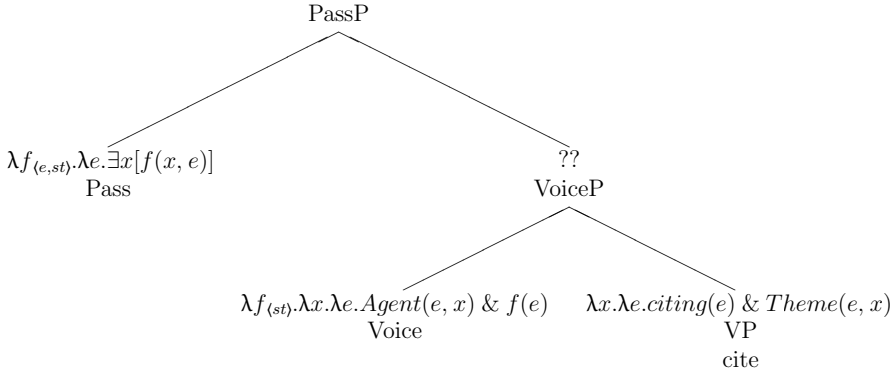 PassP
λf⟨e,st⟩.λe.∃x[f(x, e)]
Pass
??
VoiceP
λf⟨st⟩.λx.λe.Agent(e, x) & f(e)
Voice
λx.λe.citing(e) & Theme(e, x)
VP
cite